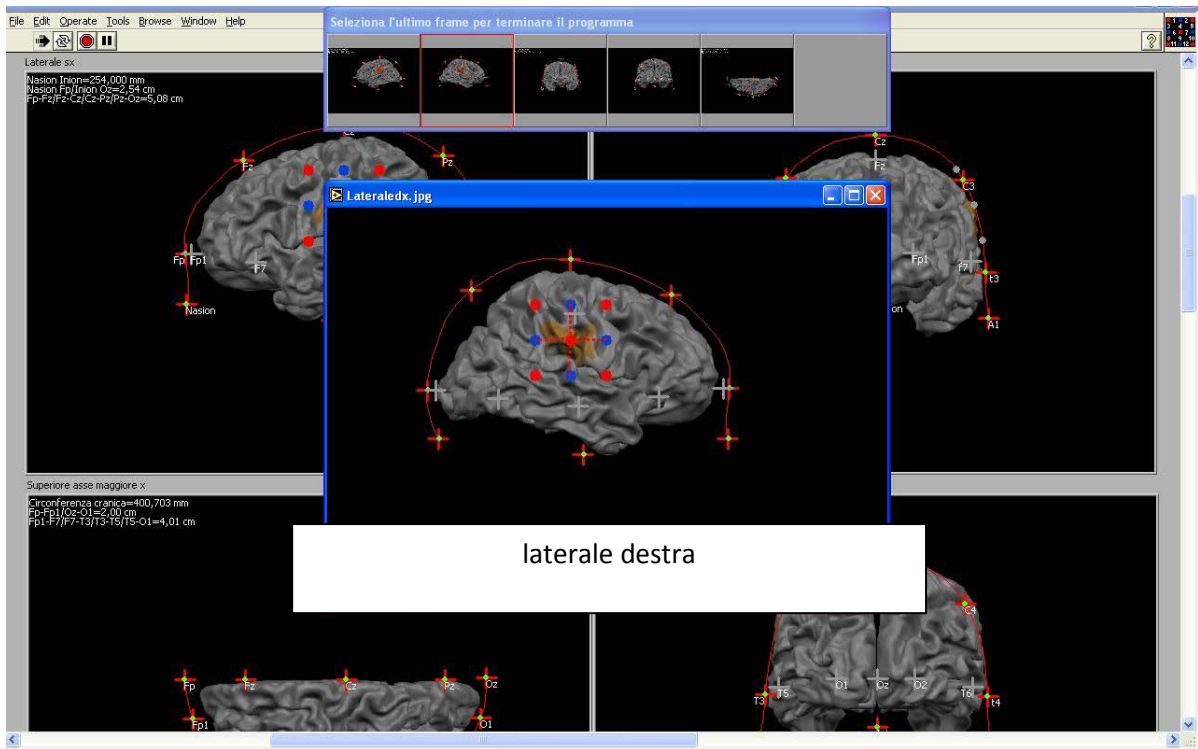 File Edit Operate Tools Browse Window Help
Seleziona l'ultimo frame per terminare il programma
Laterale sx
Nasion Inion=254,000 mm
Nasion Fp/Inion Oz=2,54 cm
Fp-Fz/Fz-Cz/Cz-Pz/Pz-Oz=5,08 cm
Cz
Fz
Pz
Fp
Fp1
F7
Nasion
Lateraledx.jpg
Cz
Fz
C3
Fp1
f7
t3
on
A1
laterale destra
Superiore asse maggiore x
Circonferenza cranica=400,703 mm
Fp-Fp1/Oz-O1=2,00 cm
Fp1-F7/F7-T3/T3-T5/T5-O1=4,01 cm
Fp
Fz
Cz
Pz
Oz
Fp1
O1
C4
T3
T5
O1
Oz
O2
T6
t4